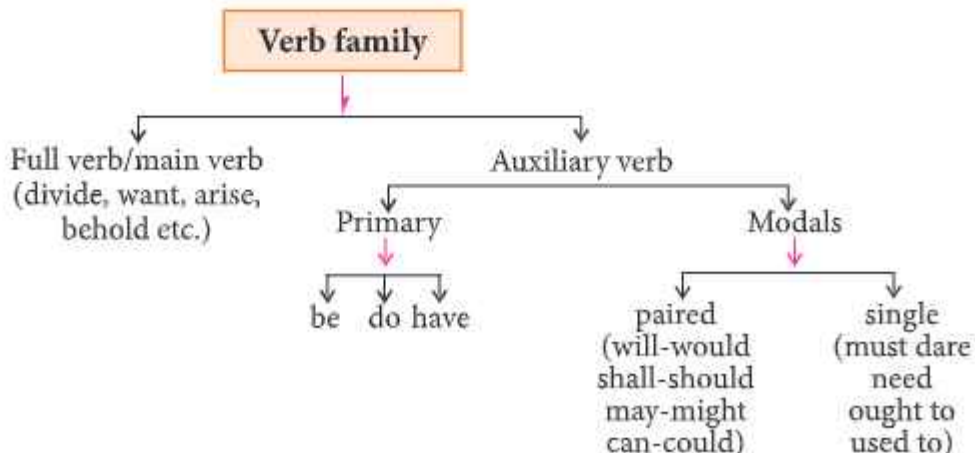 Verb family
Full verb/main verb
(divide, want, arise,
behold etc.)
Auxiliary verb
Primary
Modals
be do have
paired
(will-would
shall-should
may-might
can-could)
single
(must dare
need
ought to
used to)